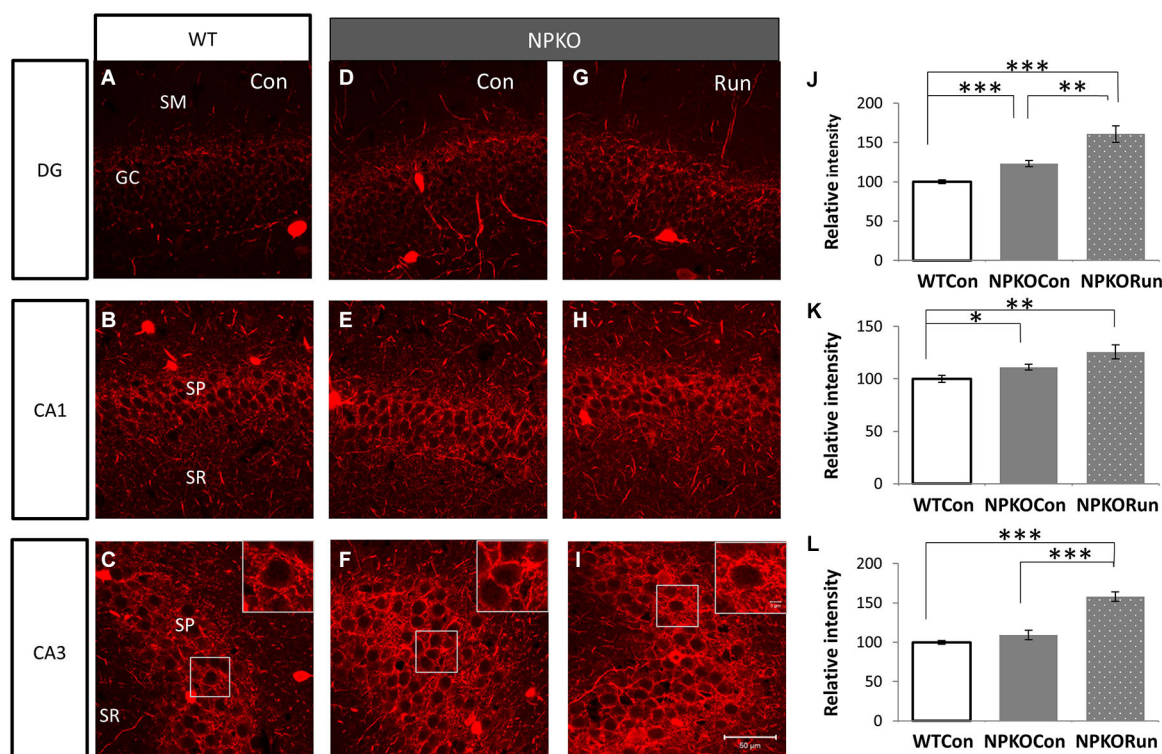 WT
NPKO
DG
CA1
CA3
A
Con
SM
GC
D
Con
G
Run
B
SP
SR
E
H
C
SP
SR
F
I
5 µm
50 µm
J
***
***
**
Relative intensity
200
150
100
50
0
WTCon NPKOCon NPKORun
K
**
*
Relative intensity
150
100
50
0
WTCon NPKOCon NPKORun
L
***
***
Relative intensity
200
150
100
50
0
WTCon NPKOCon NPKORun